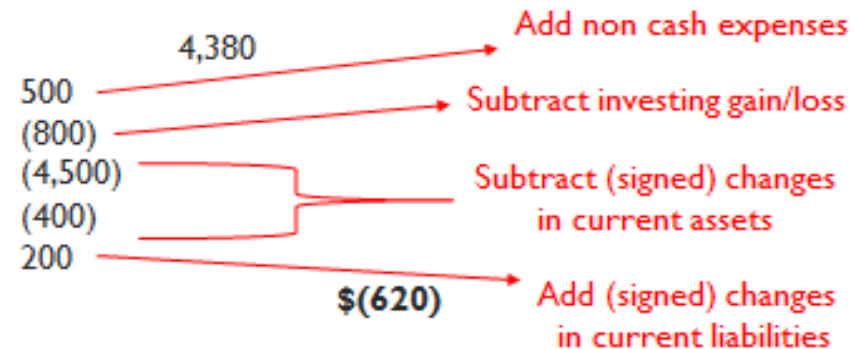 Add non cash expenses
4,380
500
Subtract investing gain/loss
(800)
(4,500)
Subtract (signed) changes
in current assets
(400)
200
$(620)
Add (signed) changes
in current liabilities